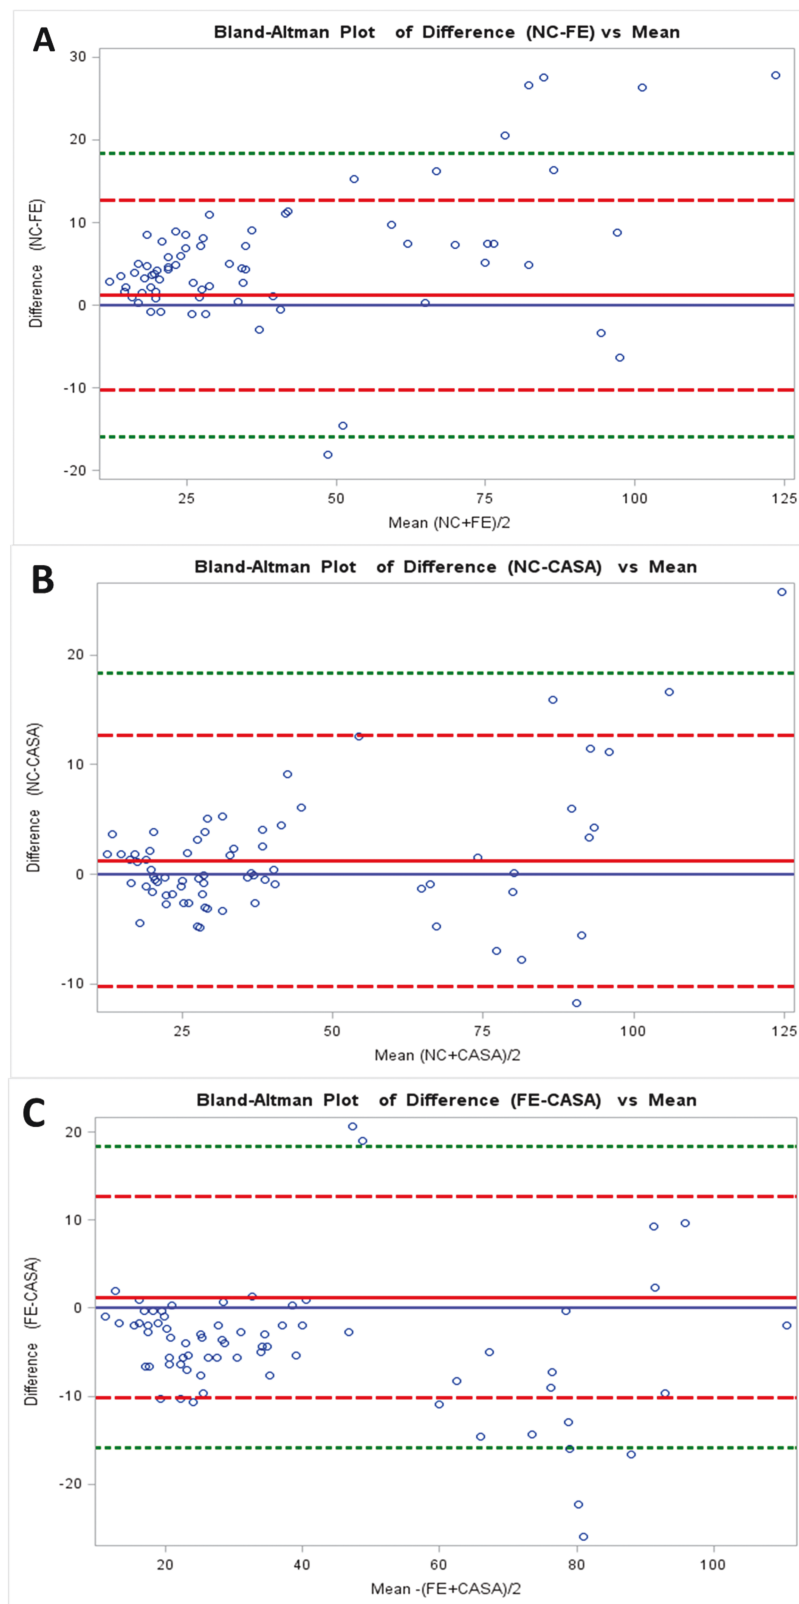 A
Bland-Altman Plot of Difference (NC-FE) vs Mean
Difference (NC-FE)
30
20
10
0
-10
-20
25 50 75 100 125
Mean (NC+FE)/2
B
Bland-Altman Plot of Difference (NC-CASA) vs Mean
Difference (NC-CASA)
20
10
0
-10
25 50 75 100 125
Mean (NC+CASA)/2
C
Bland-Altman Plot of Difference (FE-CASA) vs Mean
Difference (FE-CASA)
20
10
0
-10
-20
20 40 60 80 100
Mean -(FE+CASA)/2